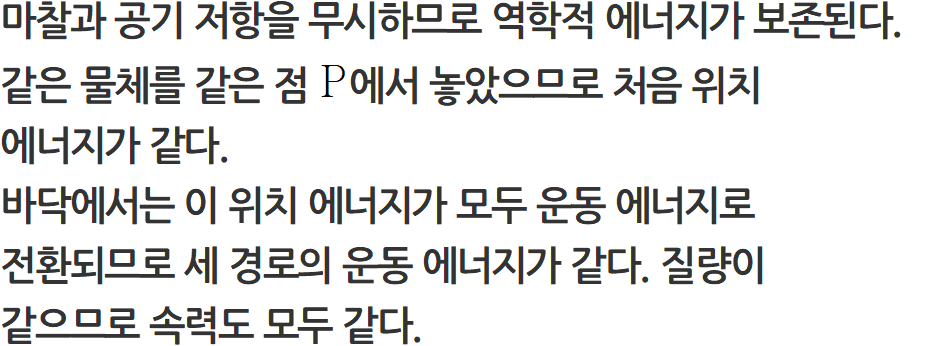 마찰과 공기 저항을 무시하므로 역학적 에너지가 보존된다.
같은 물체를 같은 점 P에서 놓았으므로 처음 위치
에너지가 같다.
바닥에서는 이 위치 에너지가 모두 운동 에너지로
전환되므로 세 경로의 운동 에너지가 같다. 질량이
같으므로 속력도 모두 같다.